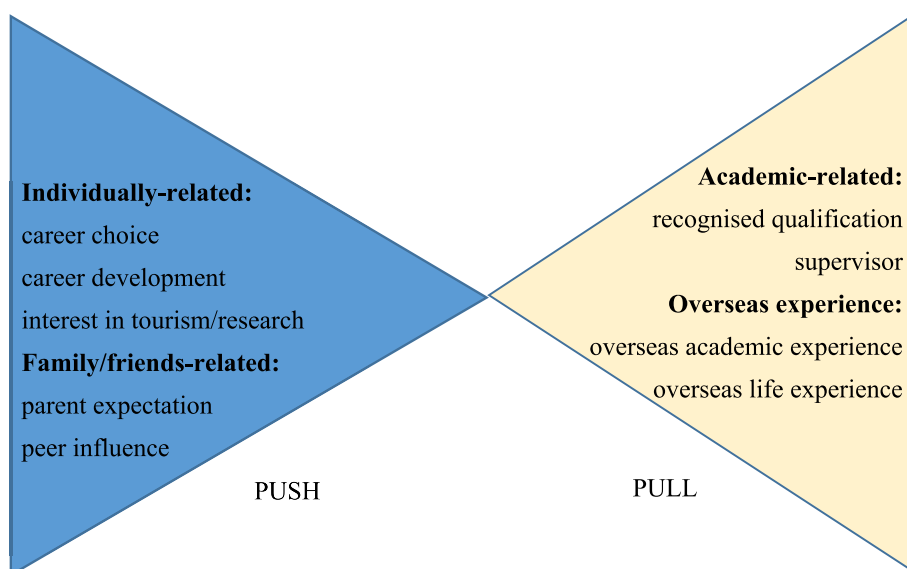 Individually-related:
career choice
career development
interest in tourism/research
Family/friends-related:
parent expectation
peer influence
PUSH
Academic-related:
recognised qualification
supervisor
Overseas experience:
overseas academic experience
overseas life experience
PULL